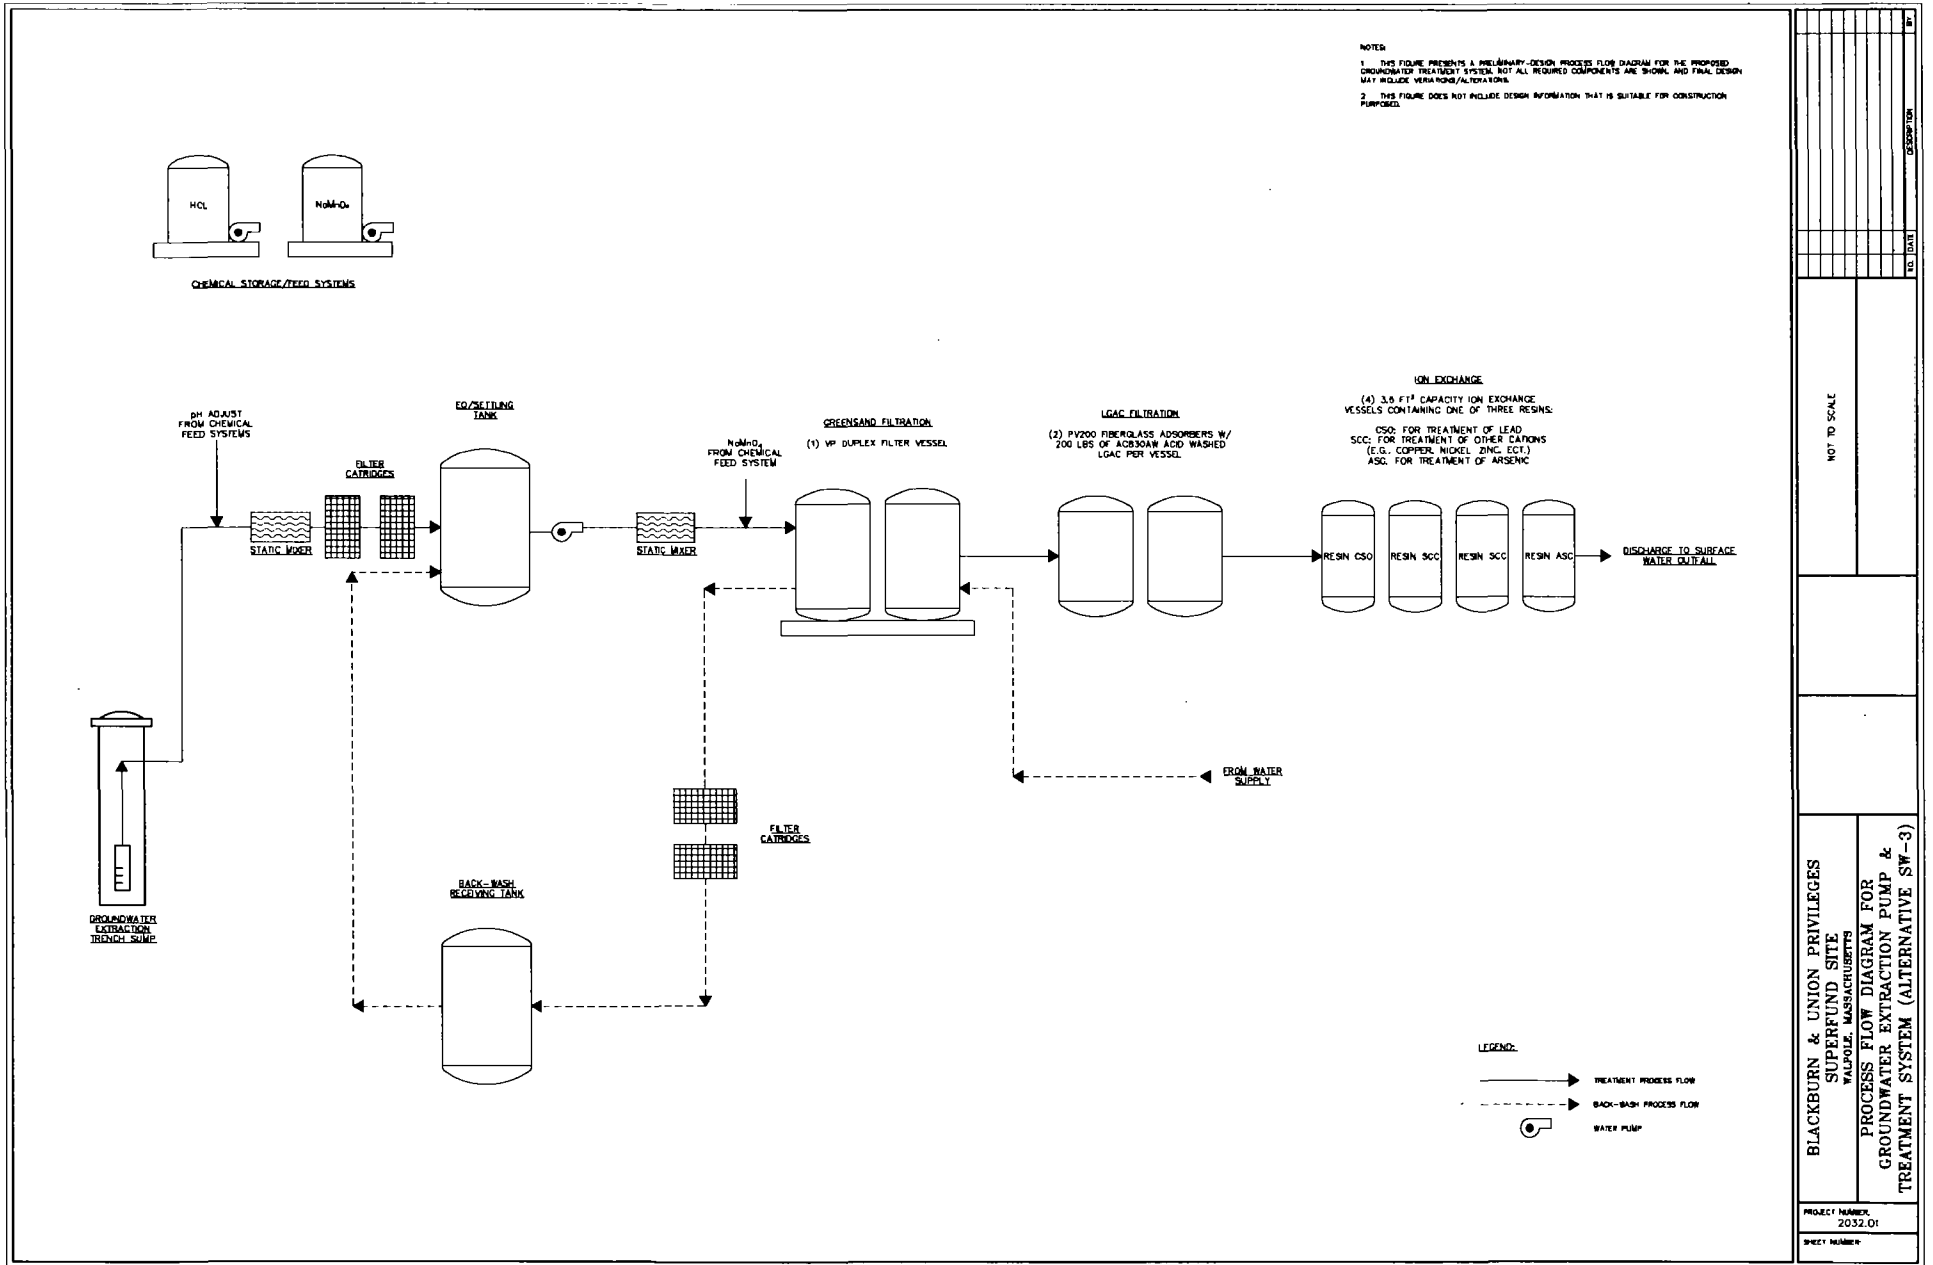 NOTES:
1 THIS FIGURE PRESENTS A PRELIMINARY-DESIGN PROCESS FLOW DIAGRAM FOR THE PROPOSED
GROUNDWATER TREATMENT SYSTEM. NOT ALL REQUIRED COMPONENTS ARE SHOWN, AND FINAL DESIGN
MAY INCLUDE VERIATIONS/ALTERATIONS.
2 THIS FIGURE DOES NOT INCLUDE DESIGN INFORMATION THAT IS SUITABLE FOR CONSTRUCTION
PURPOSES.
HCL
NaMnO₄
CHEMICAL STORAGE/FEED SYSTEMS
pH ADJUST
FROM CHEMICAL
FEED SYSTEMS
STATIC MIXER
FILTER
CATRIDGES
EQ/SETTLING
TANK
STATIC MIXER
NaMnO₄
FROM CHEMICAL
FEED SYSTEM
GREENSAND FILTRATION
(1) VP DUPLEX FILTER VESSEL
LGAC FILTRATION
(2) PV200 FIBERGLASS ADSORBERS W/
200 LBS OF AC830AW ACID WASHED
LGAC PER VESSEL
ION EXCHANGE
(4) 3.6 FT³ CAPACITY ION EXCHANGE
VESSELS CONTAINING ONE OF THREE RESINS:
CSO: FOR TREATMENT OF LEAD
SCC: FOR TREATMENT OF OTHER CATIONS
(E.G., COPPER, NICKEL, ZINC, ECT.)
ASC: FOR TREATMENT OF ARSENIC
RESIN CSO
RESIN SCC
RESIN SCC
RESIN ASC
DISCHARGE TO SURFACE
WATER OUTFALL
FROM WATER
SUPPLY
FILTER
CATRIDGES
BACK-WASH
RECEIVING TANK
GROUNDWATER
EXTRACTION
TRENCH SUMP
LEGEND:
TREATMENT PROCESS FLOW
BACK-WASH PROCESS FLOW
WATER PUMP
NO.
DATE
DESCRIPTION
BY
NOT TO SCALE
BLACKBURN & UNION PRIVILEGES
SUPERFUND SITE
WALPOLE, MASSACHUSETTS
PROCESS FLOW DIAGRAM FOR
GROUNDWATER EXTRACTION PUMP &
TREATMENT SYSTEM (ALTERNATIVE SW-3)
PROJECT NUMBER:
2032.01
SHEET NUMBER: